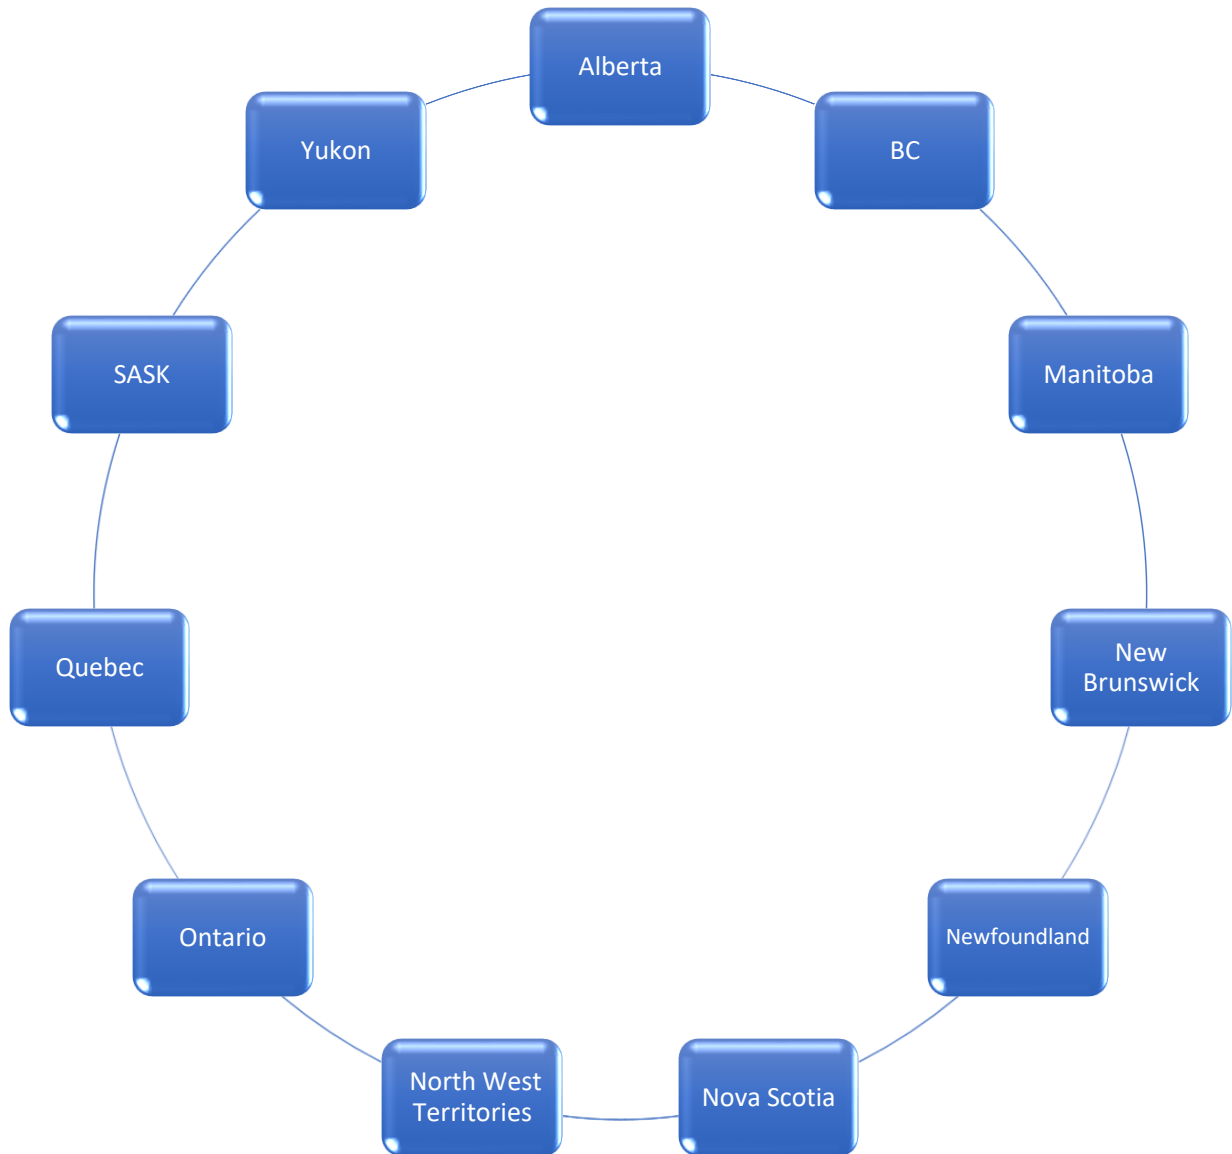 Alberta
BC
Manitoba
New
Brunswick
Newfoundland
Nova Scotia
North West
Territories
Ontario
Quebec
SASK
Yukon